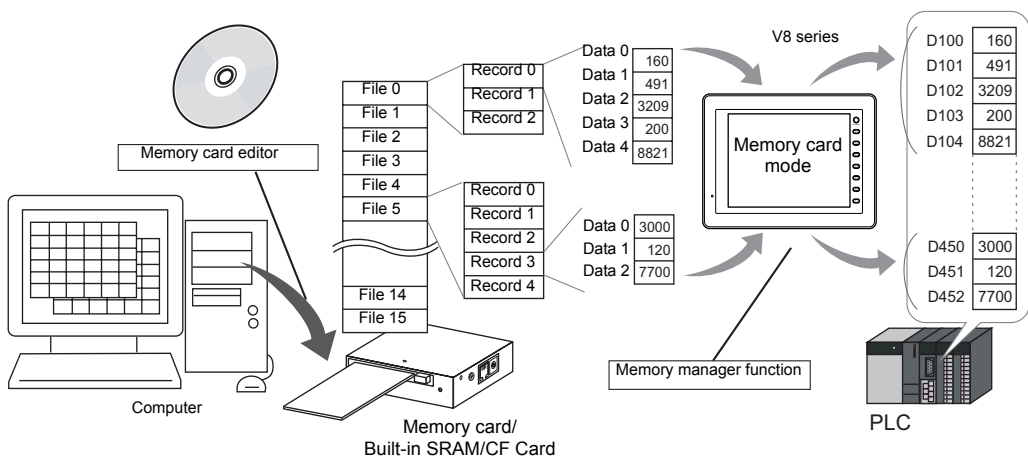 Memory card editor
Computer
File 0
File 1
File 2
File 3
File 4
File 5
File 14
File 15
Record 0
Record 1
Record 2
Record 0
Record 1
Record 2
Record 3
Record 4
Data 0 160
Data 1 491
Data 2 3209
Data 3 200
Data 4 8821
Data 0 3000
Data 1 120
Data 2 7700
Memory card/
Built-in SRAM/CF Card
V8 series
Memory card
mode
Memory manager function
D100 160
D101 491
D102 3209
D103 200
D104 8821
D450 3000
D451 120
D452 7700
PLC